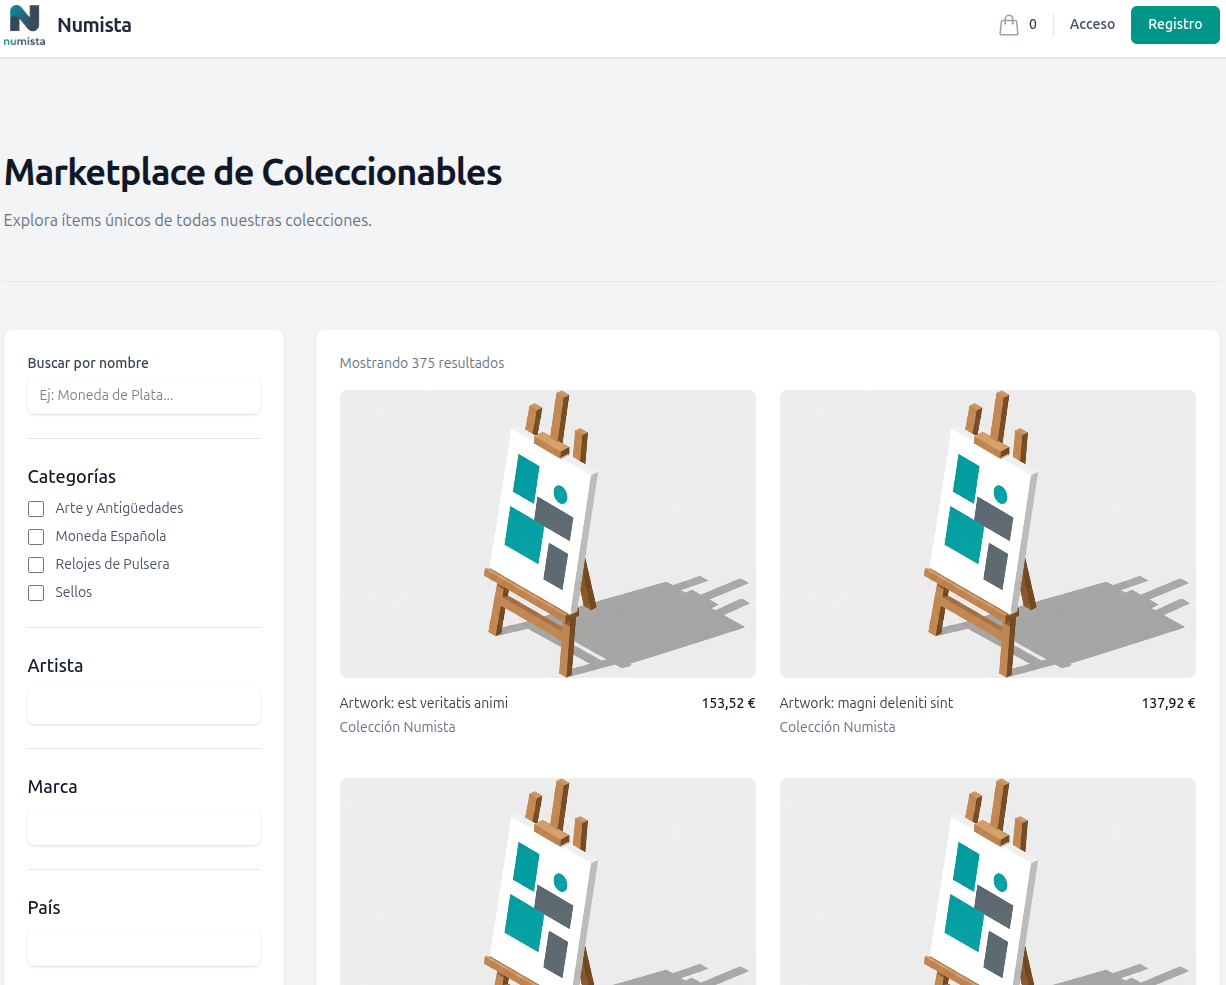 numista
Numista
0
Acceso
Registro
Marketplace de Coleccionables
Explora ítems únicos de todas nuestras colecciones.
Buscar por nombre
Ej: Moneda de Plata...
Categorías
Arte y Antigüedades
Moneda Española
Relojes de Pulsera
Sellos
Artista
Marca
País
Mostrando 375 resultados
Artwork: est veritatis animi
153,52 €
Colección Numista
Artwork: magni deleniti sint
137,92 €
Colección Numista